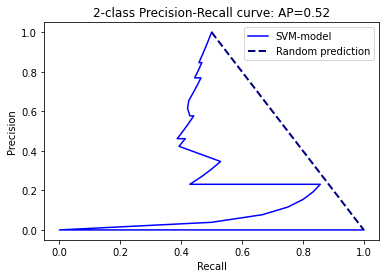 2-class Precision-Recall curve: AP=0.52
SVM-model
Random prediction
Precision
1.0
0.8
0.6
0.4
0.2
0.0
0.0 0.2 0.4 0.6 0.8 1.0
Recall